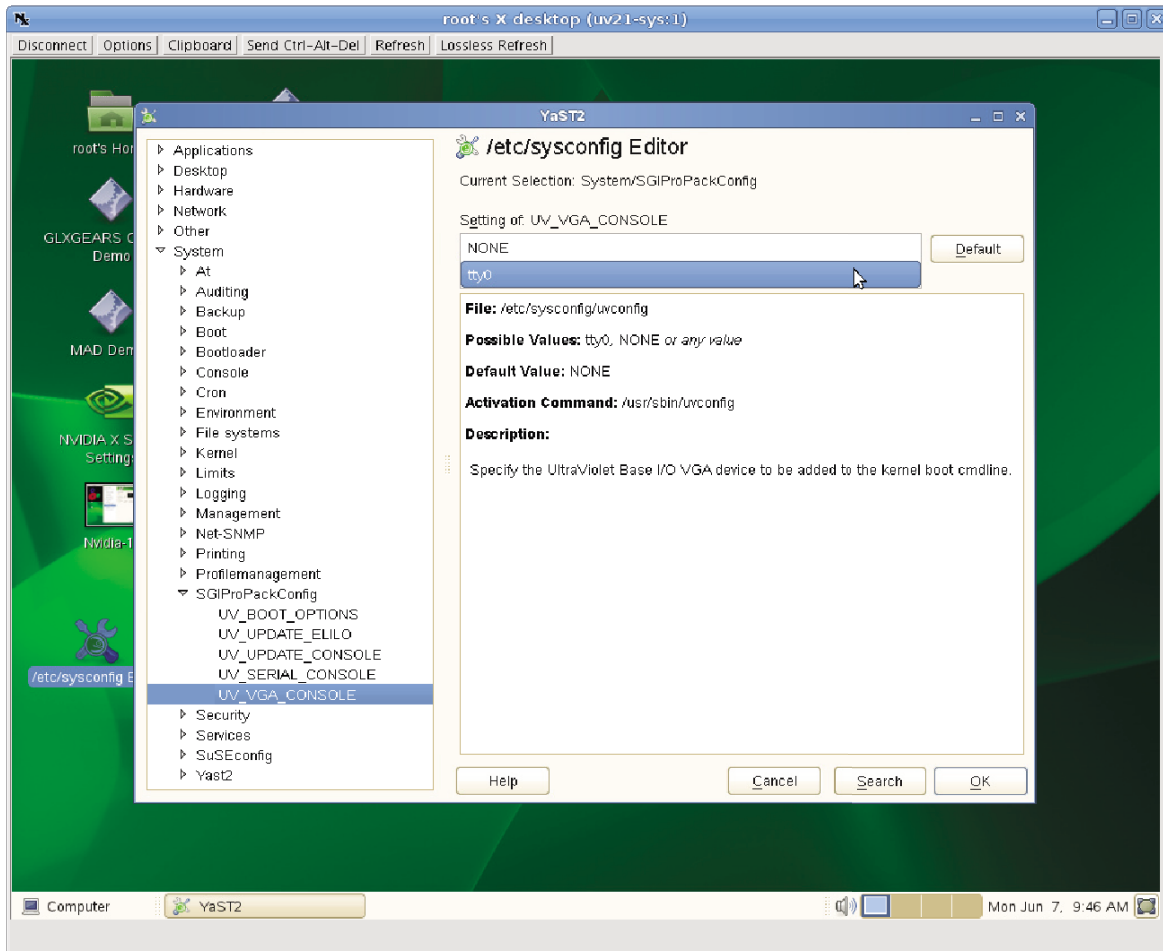 root's X desktop (uv21-sys:1)
Disconnect Options Clipboard Send Ctrl-Alt-Del Refresh Lossless Refresh
root's Hor
GLXGEARS C
Demo
MAD Dem
NVIDIA X S
Settings
Nvidia-1
/etc/sysconfig E
YaST2
Applications
Desktop
Hardware
Network
Other
System
At
Auditing
Backup
Boot
Bootloader
Console
Cron
Environment
File systems
Kernel
Limits
Logging
Management
Net-SNMP
Printing
Profilemanagement
SGIProPackConfig
UV_BOOT_OPTIONS
UV_UPDATE_ELILO
UV_UPDATE_CONSOLE
UV_SERIAL_CONSOLE
UV_VGA_CONSOLE
Security
Services
SuSEconfig
Yast2
/etc/sysconfig Editor
Current Selection: System/SGIProPackConfig
Setting of: UV_VGA_CONSOLE
NONE
Default
tty0
File: /etc/sysconfig/uvconfig
Possible Values: tty0, NONE or any value
Default Value: NONE
Activation Command: /usr/sbin/uvconfig
Description:
Specify the UltraViolet Base I/O VGA device to be added to the kernel boot cmdline.
Help Cancel Search OK
Computer YaST2 Mon Jun 7, 9:46 AM